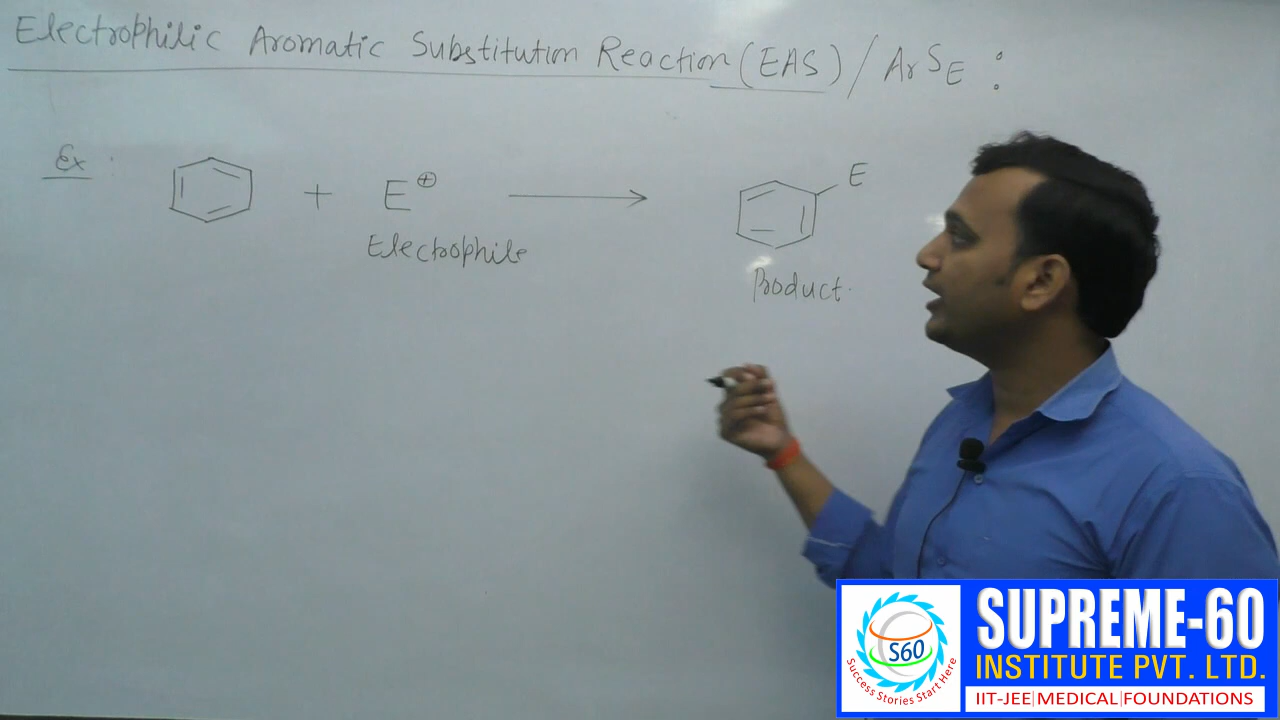 Electrophilic Aromatic Substitution Reaction (EAS) / ArSE :
Ex :
+ E⊕ → E
Electrophile
Product.
S60
Success Stories Start Here
SUPREME-60
INSTITUTE PVT. LTD.
IIT-JEE|MEDICAL|FOUNDATIONS